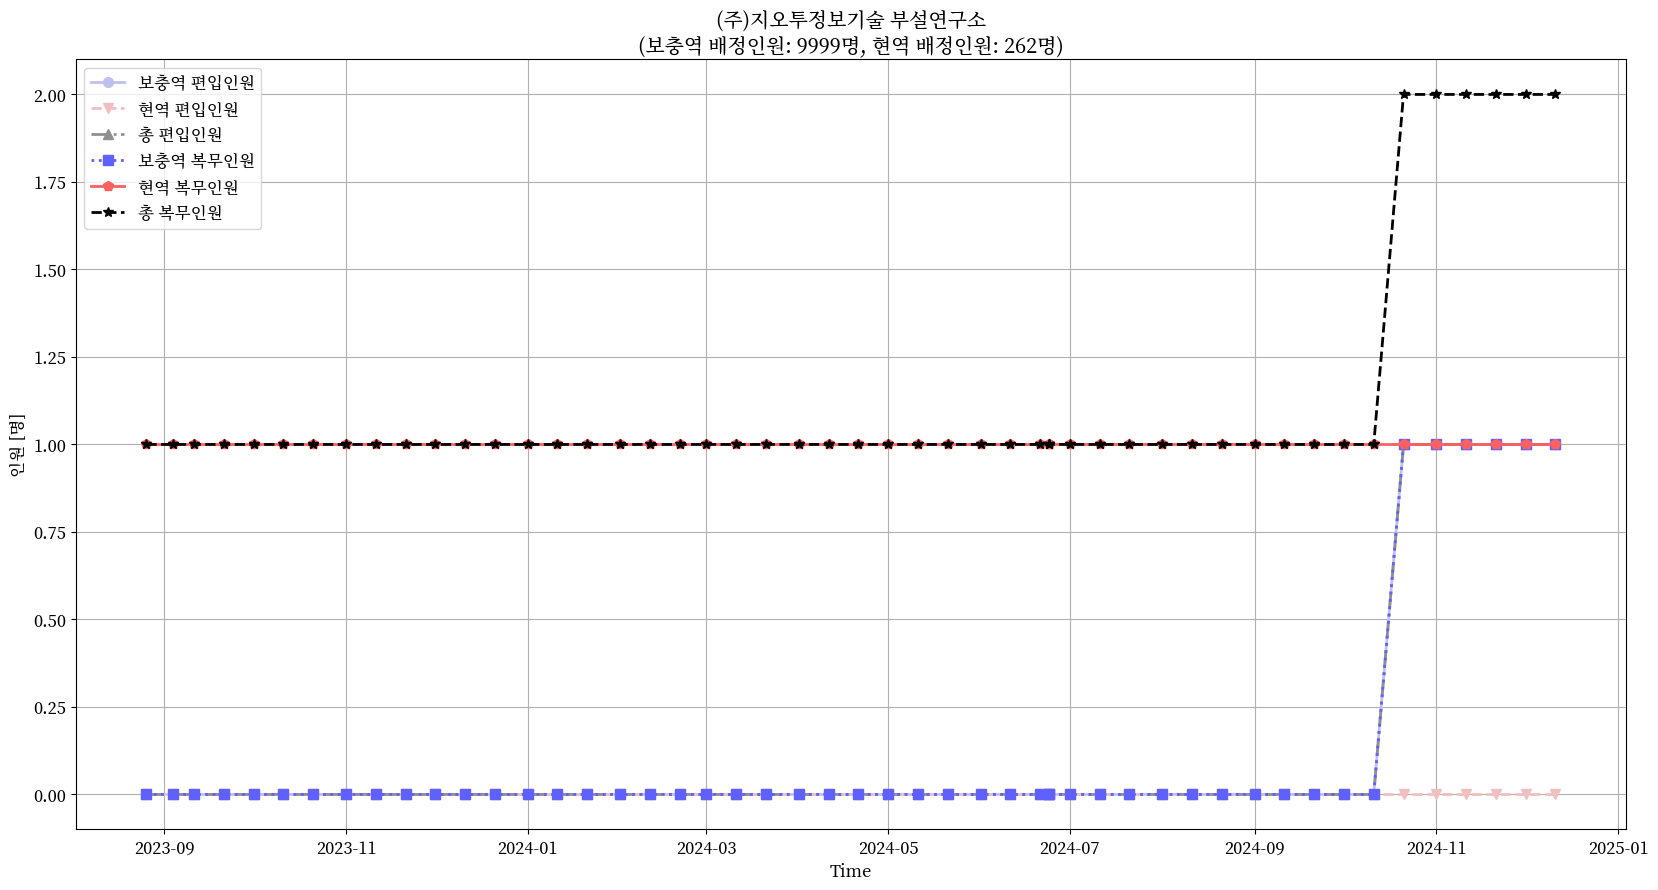 (주)지오투정보기술 부설연구소
(보충역 배정인원: 9999명, 현역 배정인원: 262명)
보충역 편입인원
현역 편입인원
총 편입인원
보충역 복무인원
현역 복무인원
총 복무인원
2.00
1.75
1.50
1.25
1.00
0.75
0.50
0.25
0.00
인원 [명]
2023-09 2023-11 2024-01 2024-03 2024-05 2024-07 2024-09 2024-11 2025-01
Time